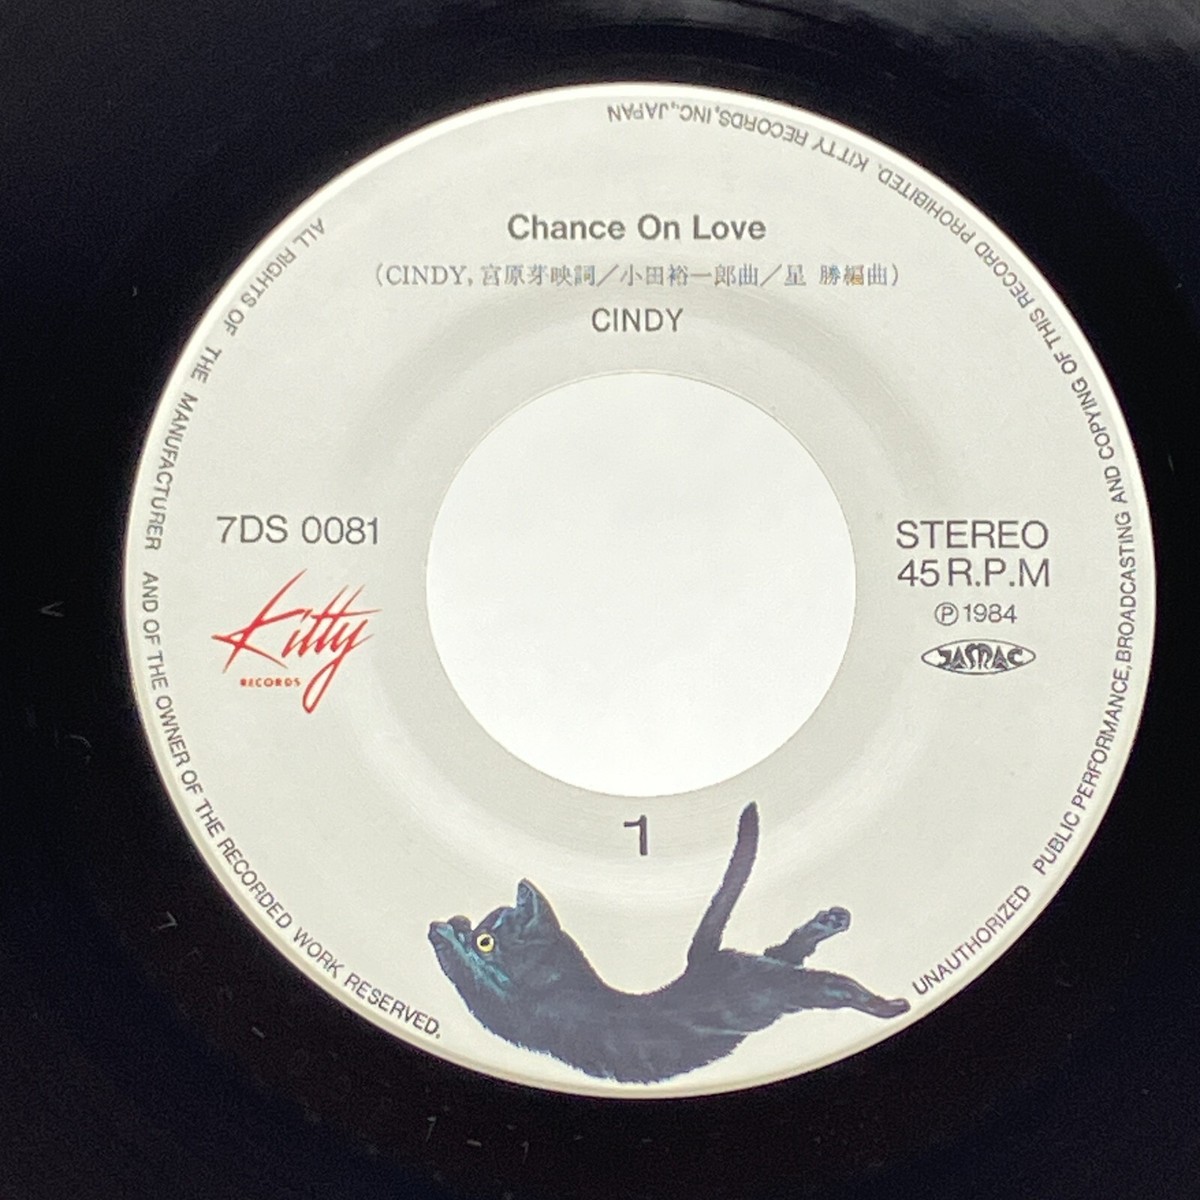 Chance On Love
(CINDY, 宮原芽映詞/小田裕一郎曲/星 勝編曲)
CINDY
7DS 0081
Kitty
RECORDS
STEREO
45 R.P.M
Ⓟ 1984
JASRAC
1
ALL RIGHTS OF THE MANUFACTURER AND OF THE OWNER OF THE RECORDED WORK RESERVED.
UNAUTHORIZED PUBLIC PERFORMANCE, BROADCASTING AND COPYING OF THIS RECORD PROHIBITED. KITTY RECORDS, INC., JAPAN